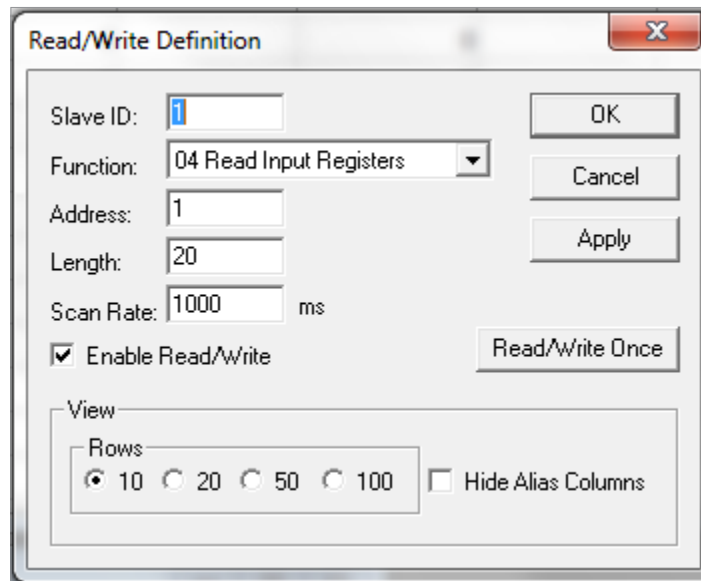 Read/Write Definition
Slave ID: 1
OK
Function: 04 Read Input Registers
Cancel
Address: 1
Apply
Length: 20
Scan Rate: 1000 ms
Enable Read/Write
Read/Write Once
View
Rows
10 20 50 100
Hide Alias Columns